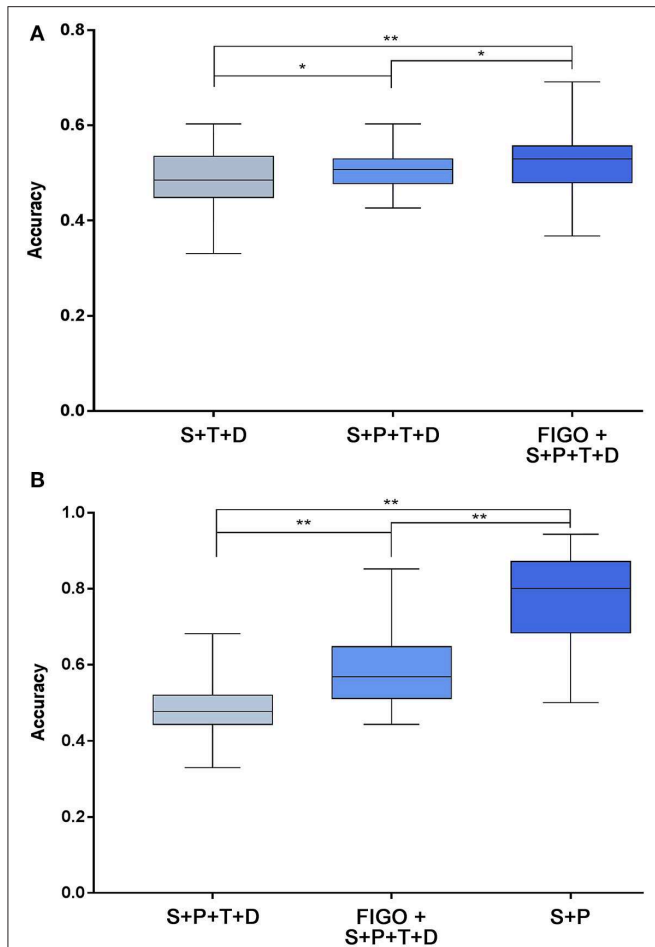 A
0.8
**
*
*
0.6
0.4
0.2
0.0
Accuracy
S+T+D
S+P+T+D
FIGO +
S+P+T+D
B
1.0
**
**
**
0.8
0.6
0.4
0.2
0.0
Accuracy
S+P+T+D
FIGO +
S+P+T+D
S+P